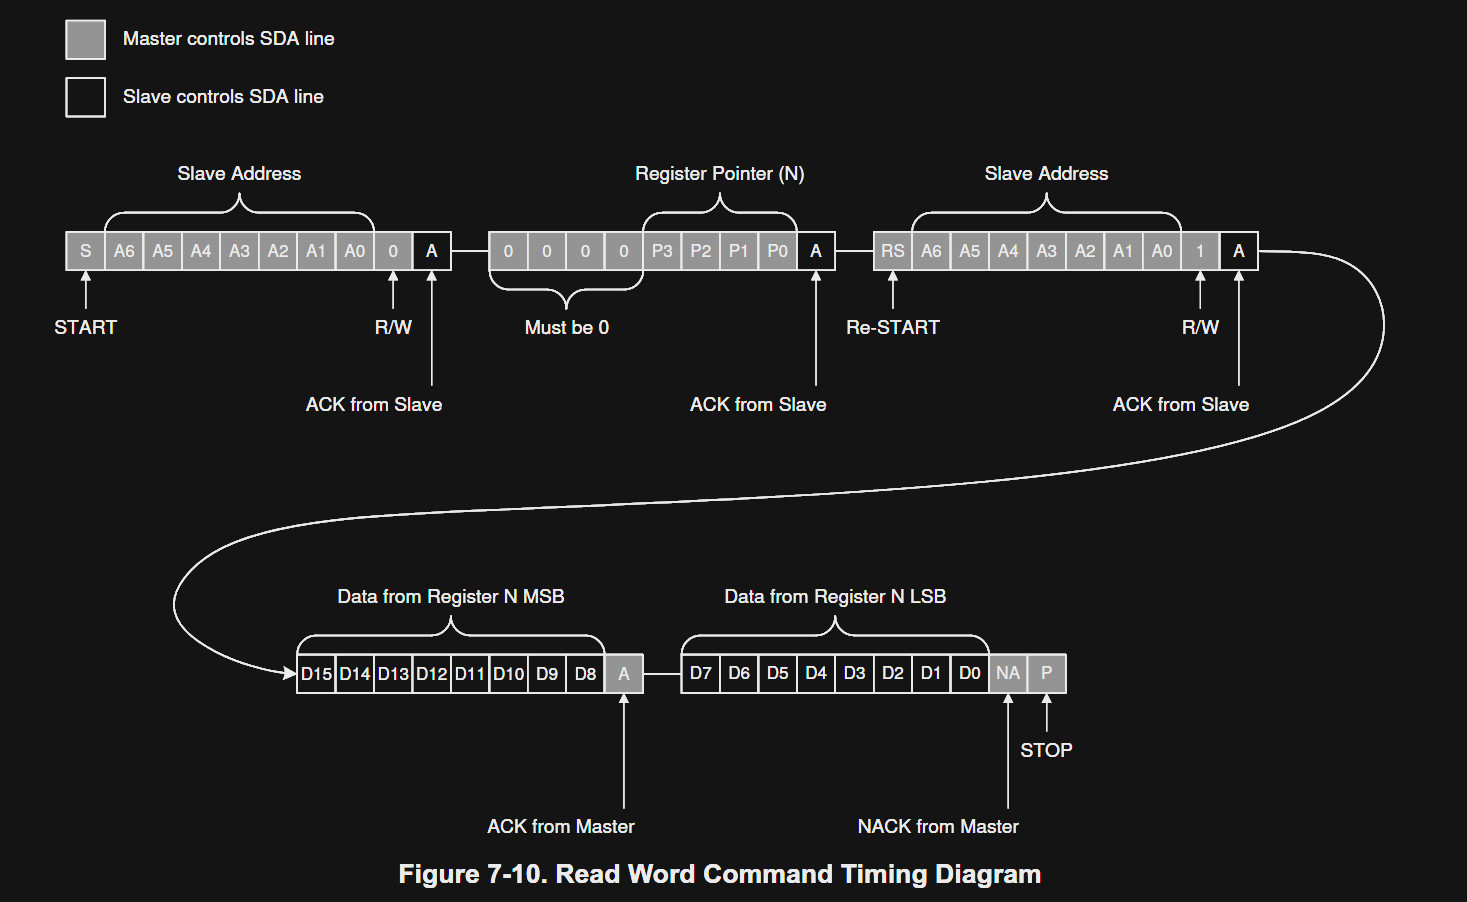 Master controls SDA line
Slave controls SDA line
Slave Address
Register Pointer (N)
Slave Address
S A6 A5 A4 A3 A2 A1 A0 0 A 0 0 0 0 P3 P2 P1 P0 A RS A6 A5 A4 A3 A2 A1 A0 1 A
START R/W Must be 0 Re-START R/W
ACK from Slave ACK from Slave ACK from Slave
Data from Register N MSB Data from Register N LSB
D15 D14 D13 D12 D11 D10 D9 D8 A D7 D6 D5 D4 D3 D2 D1 D0 NA P
STOP
ACK from Master NACK from Master
Figure 7-10. Read Word Command Timing Diagram